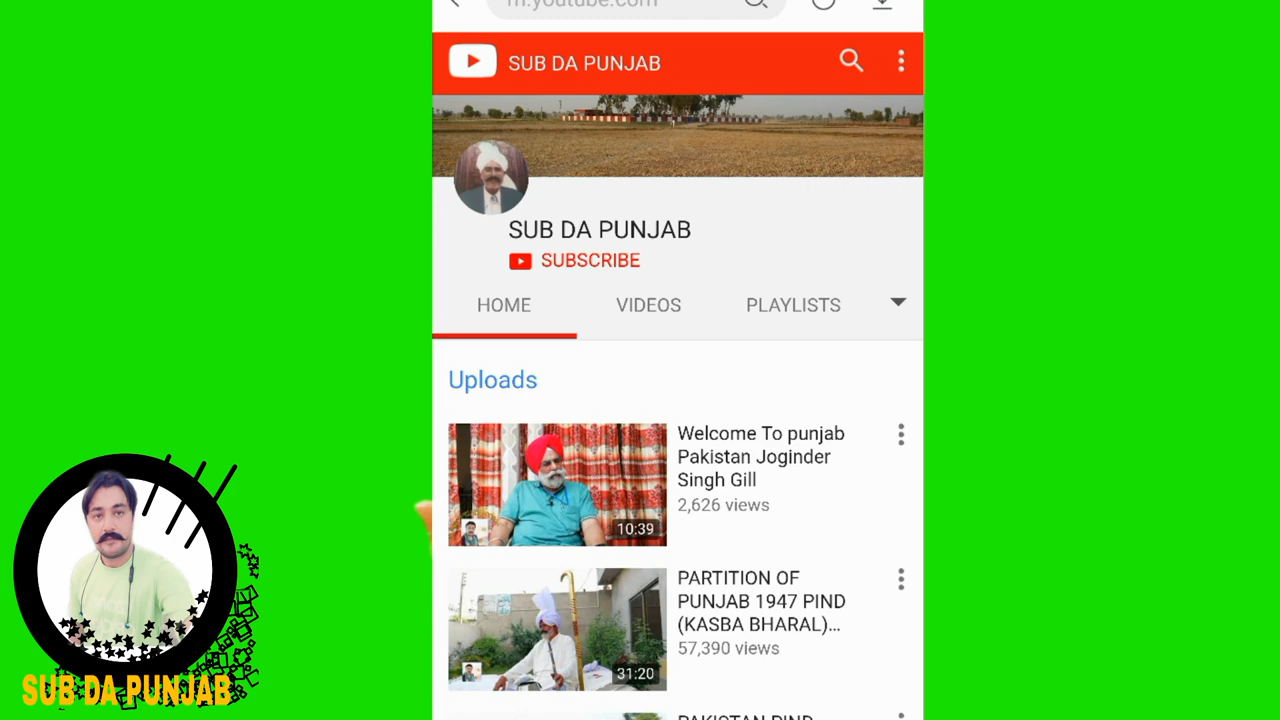 m.youtube.com
SUB DA PUNJAB
SUB DA PUNJAB
SUBSCRIBE
HOME VIDEOS PLAYLISTS
Uploads
Welcome To punjab
Pakistan Joginder
Singh Gill
2,626 views
10:39
PARTITION OF
PUNJAB 1947 PIND
(KASBA BHARAL)...
57,390 views
31:20
PAKISTAN PIND
SUB DA PUNJAB